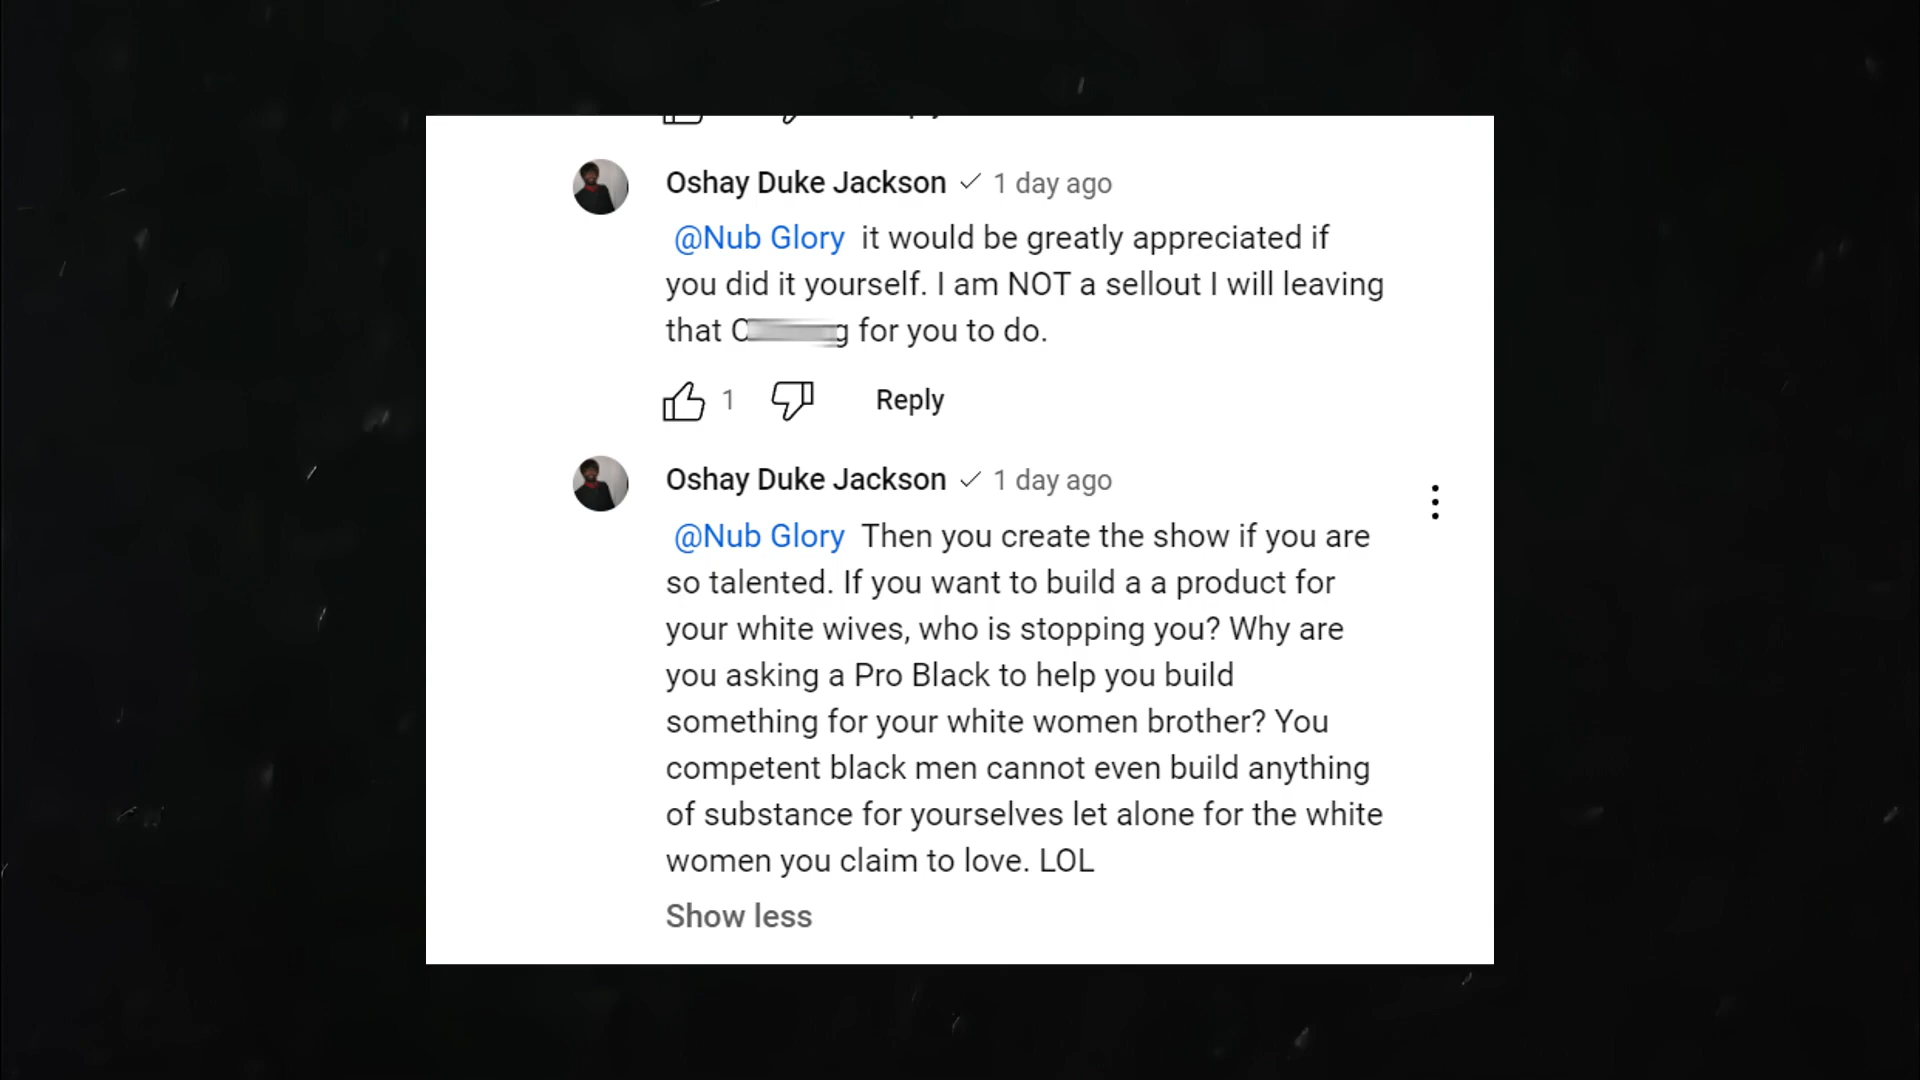 Oshay Duke Jackson 1 day ago
@Nub Glory it would be greatly appreciated if
you did it yourself. I am NOT a sellout I will leaving
that for you to do.
1 Reply
Oshay Duke Jackson 1 day ago
@Nub Glory Then you create the show if you are
so talented. If you want to build a a product for
your white wives, who is stopping you? Why are
you asking a Pro Black to help you build
something for your white women brother? You
competent black men cannot even build anything
of substance for yourselves let alone for the white
women you claim to love. LOL
Show less